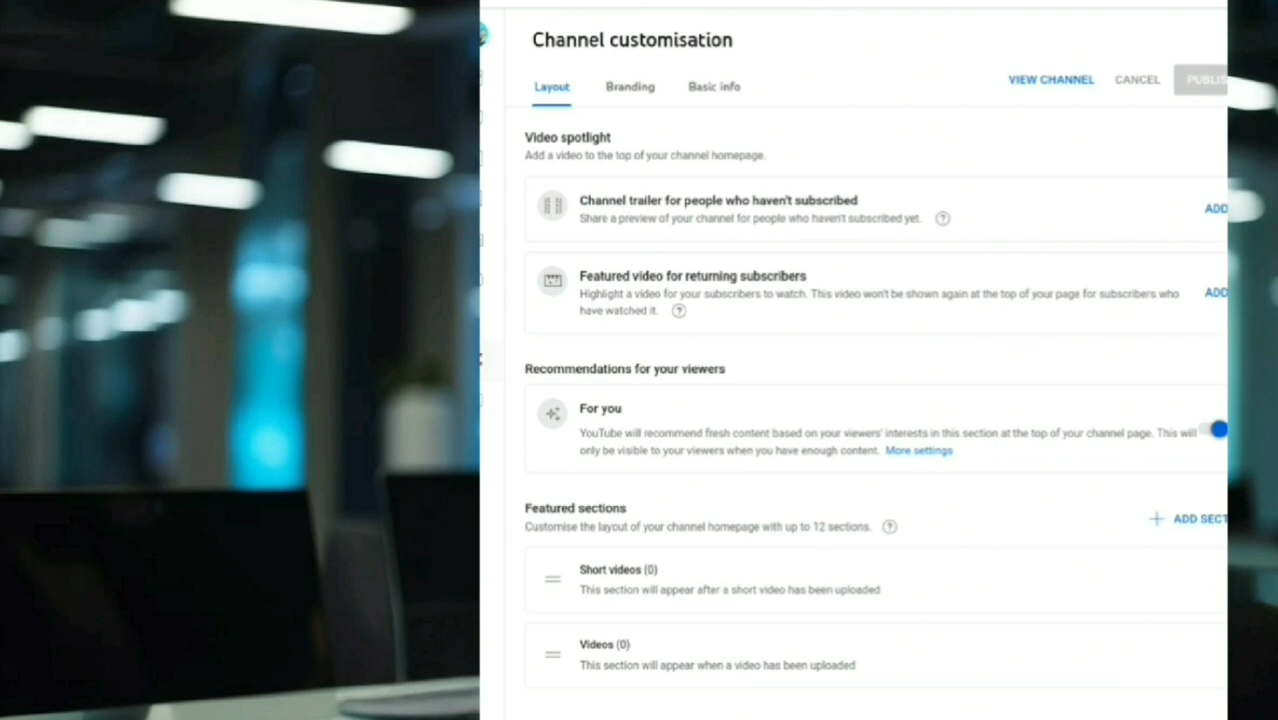 Channel customisation
Layout Branding Basic info
VIEW CHANNEL CANCEL PUBLIS
Video spotlight
Add a video to the top of your channel homepage.
Channel trailer for people who haven't subscribed
Share a preview of your channel for people who haven't subscribed yet.
ADD
Featured video for returning subscribers
Highlight a video for your subscribers to watch. This video won't be shown again at the top of your page for subscribers who
have watched it.
ADD
Recommendations for your viewers
For you
YouTube will recommend fresh content based on your viewers' interests in this section at the top of your channel page. This will
only be visible to your viewers when you have enough content. More settings
Featured sections
Customise the layout of your channel homepage with up to 12 sections.
ADD SECT
Short videos (0)
This section will appear after a short video has been uploaded
Videos (0)
This section will appear when a video has been uploaded